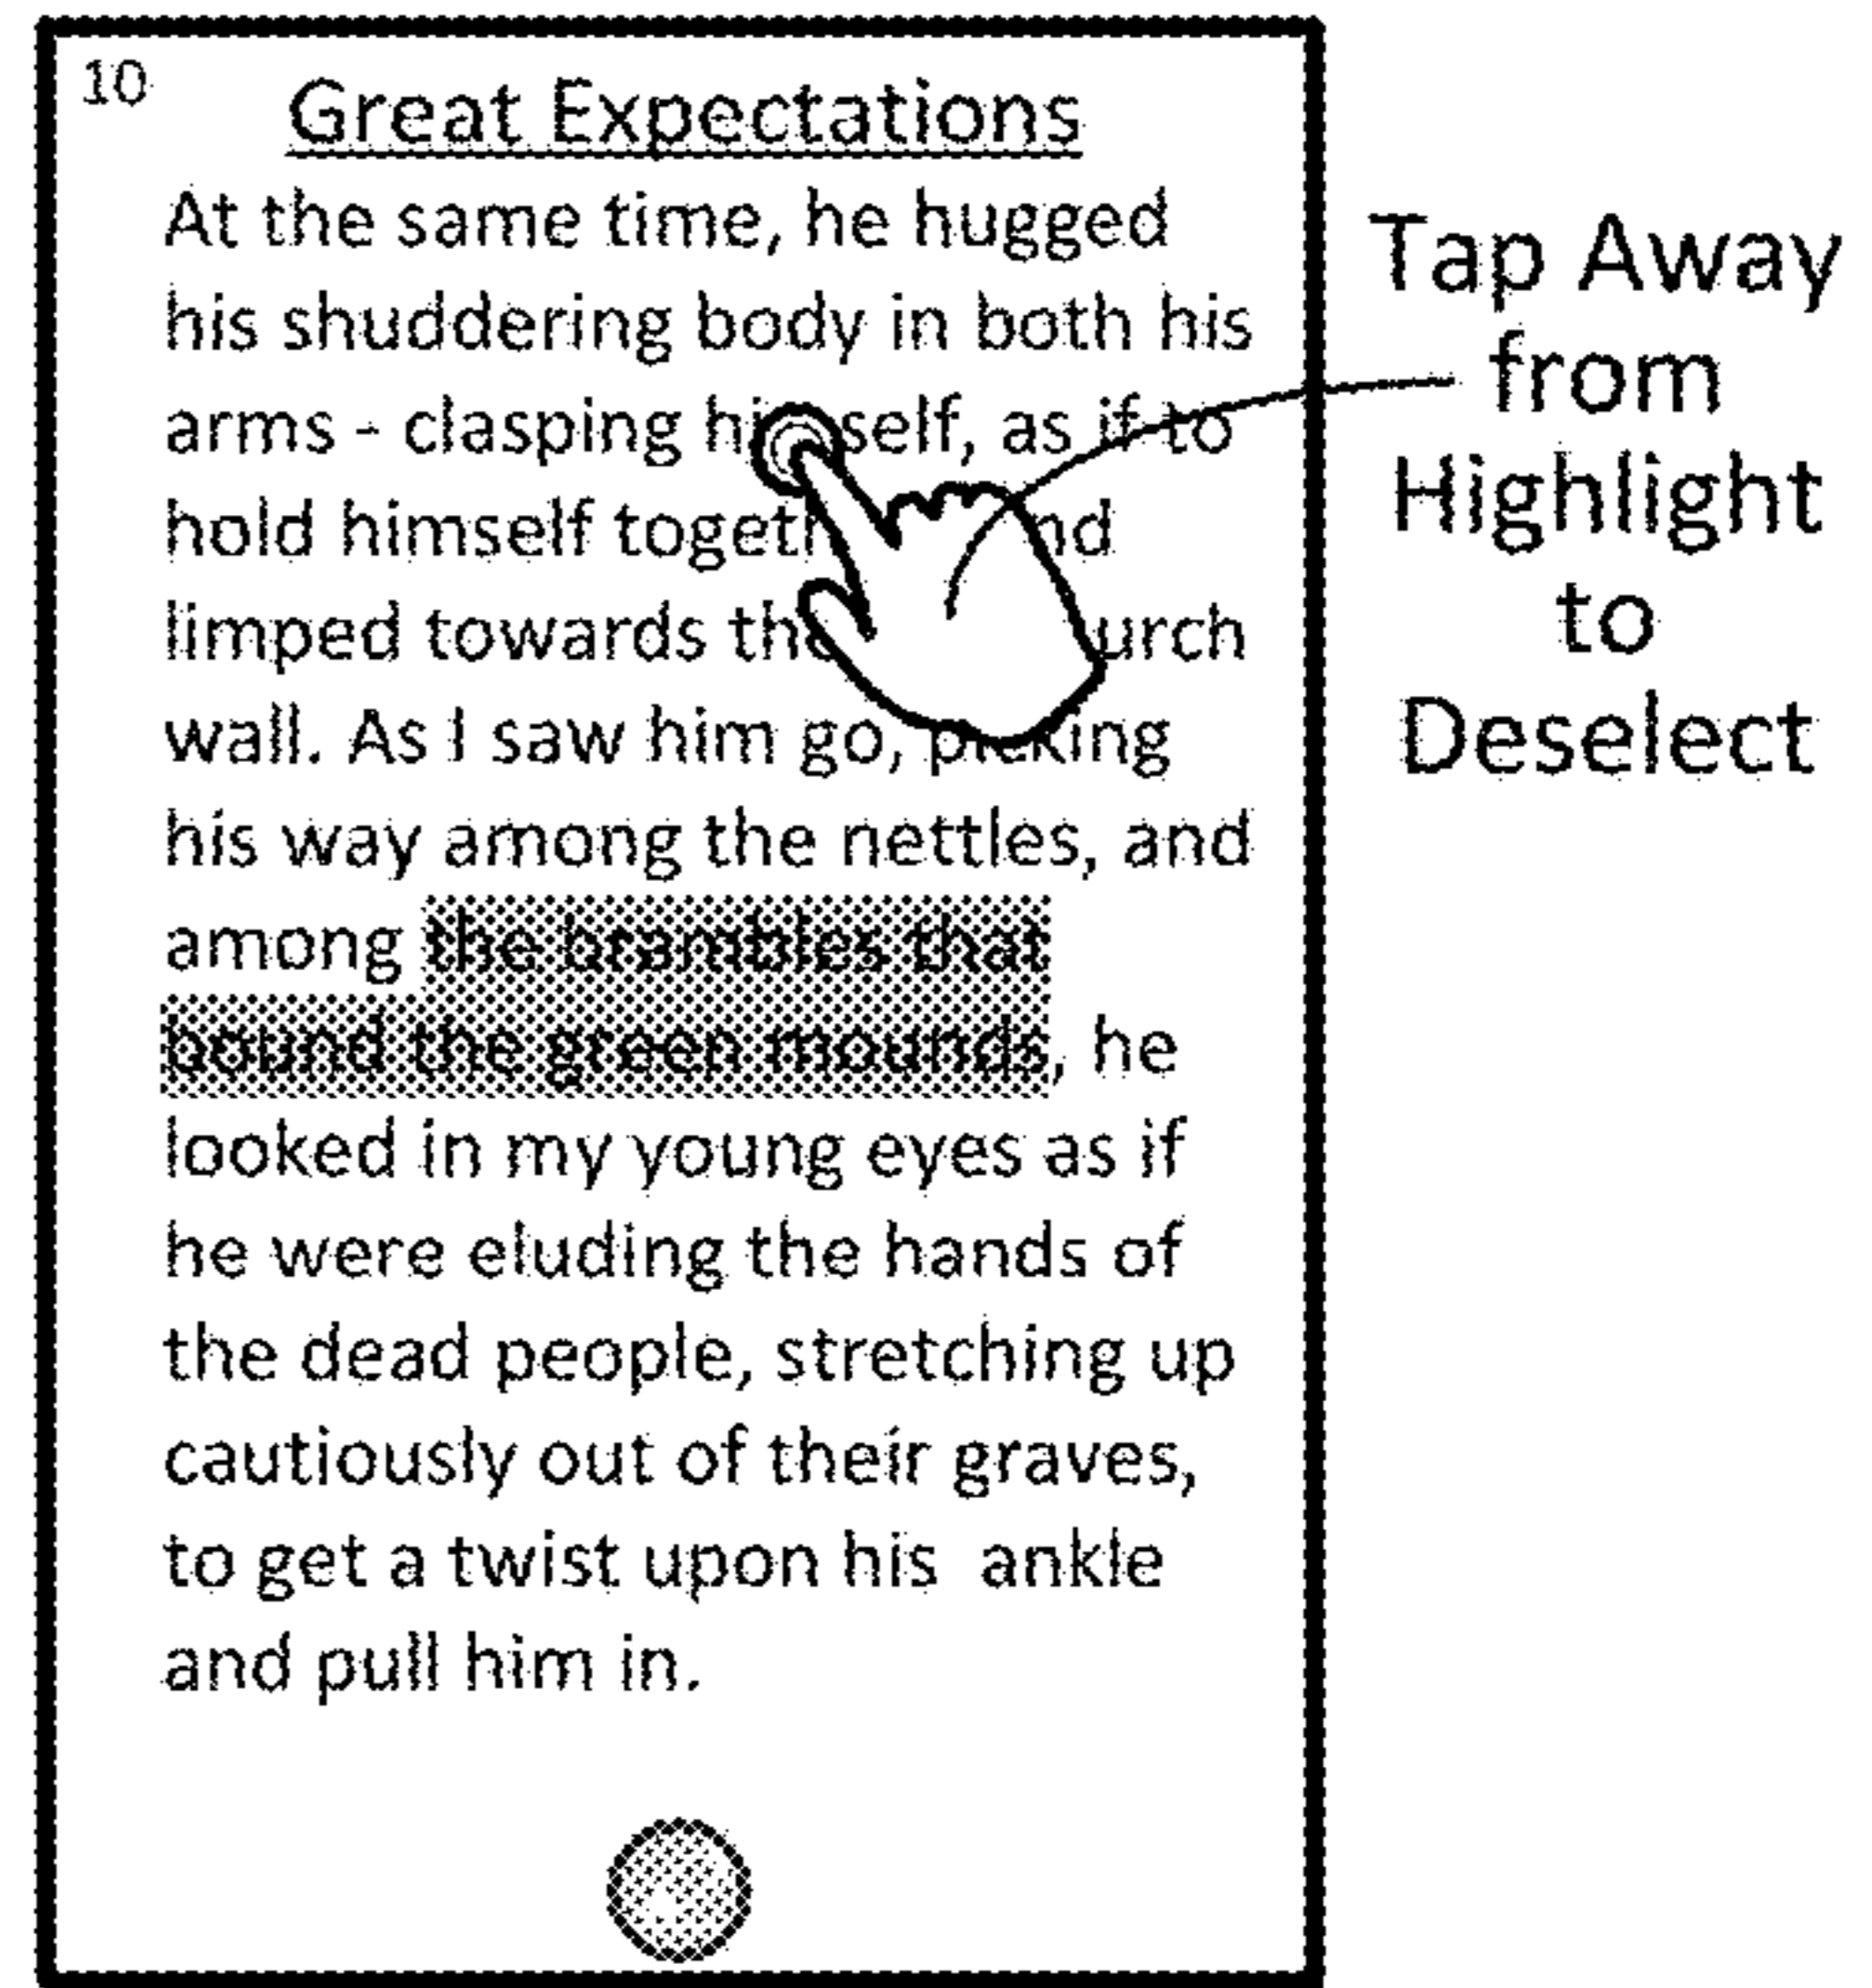 10
Great Expectations
At the same time, he hugged
his shuddering body in both his
arms - clasping himself, as if to
hold himself together and
limped towards the church
wall. As I saw him go, picking
his way among the nettles, and
among the brambles that
bound the green mounds, he
looked in my young eyes as if
he were eluding the hands of
the dead people, stretching up
cautiously out of their graves,
to get a twist upon his ankle
and pull him in.
Tap Away
from
Highlight
to
Deselect